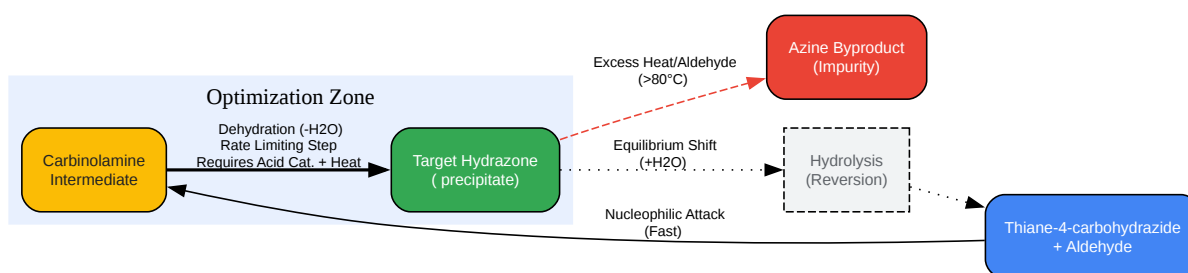 Optimization Zone
Carbinolamine
Intermediate
Dehydration (-H2O)
Rate Limiting Step
Requires Acid Cat. + Heat
Target Hydrazone
( precipitate)
Excess Heat/Aldehyde
(>80°C)
Azine Byproduct
(Impurity)
Equilibrium Shift
(+H2O)
Hydrolysis
(Reversion)
Nucleophilic Attack
(Fast)
Thiane-4-carbohydrazide
+ Aldehyde